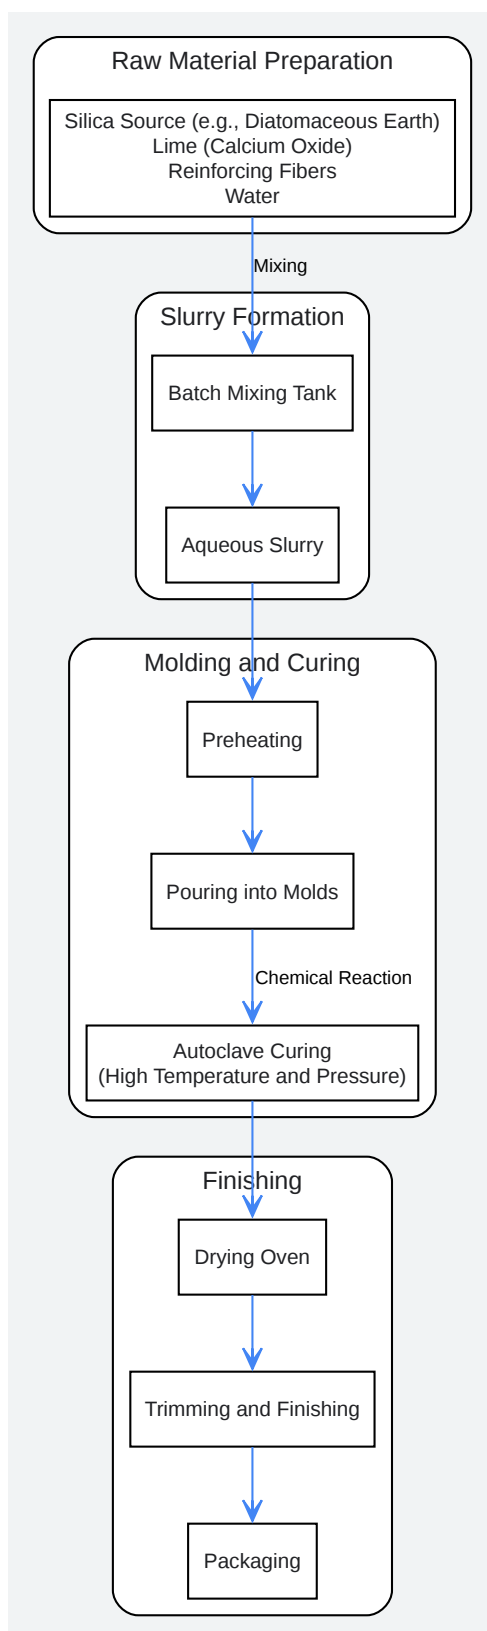 Raw Material Preparation
Silica Source (e.g., Diatomaceous Earth)
Lime (Calcium Oxide)
Reinforcing Fibers
Water
Mixing
Slurry Formation
Batch Mixing Tank
Aqueous Slurry
Molding and Curing
Preheating
Pouring into Molds
Chemical Reaction
Autoclave Curing
(High Temperature and Pressure)
Finishing
Drying Oven
Trimming and Finishing
Packaging